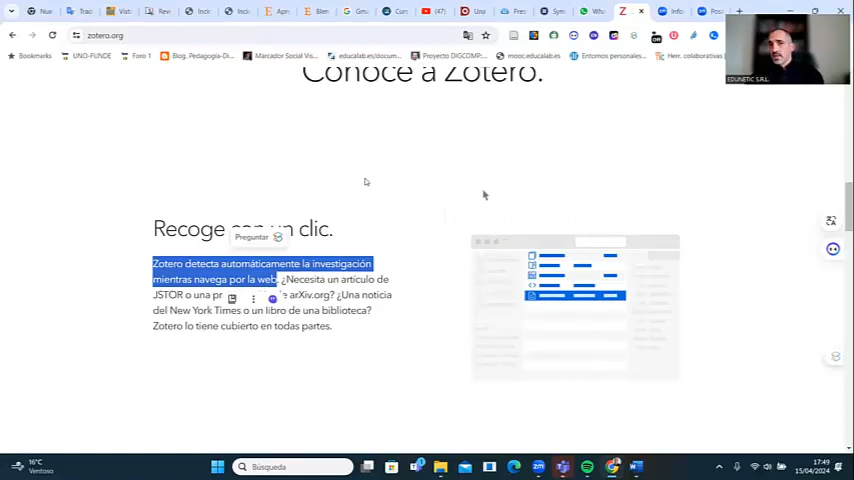 zotero.org
Bookmarks
UNO-FUNDE
Foro 1
Blog. Pedagogía-Di...
Marcador Social Vis...
educalab.es/docum...
Proyecto DIGCOMP:...
mooc.educalab.es
Entornos personales...
Herr. colaborativas (
EDUNETIC S.R.L.
Conoce a Zotero.
Recoge con un clic.
Preguntar
Zotero detecta automáticamente la investigación
mientras navega por la web. ¿Necesita un artículo de
JSTOR o una pr de arXiv.org? ¿Una noticia
del New York Times o un libro de una biblioteca?
Zotero lo tiene cubierto en todas partes.
16°C
Ventoso
Búsqueda
17:49
15/04/2024